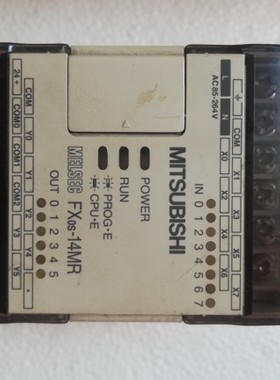 COM X1 X3 X5 X7
L N X0 X2 X4 X6
AC85-264V
IN 0 1 2 3 4 5 6 7
MITSUBISHI
POWER
RUN
PROG·E
CPU·E
MELSEC FX0S-14MR
OUT 0 1 2 3 4 5
COM Y0 Y1 Y2 Y4 •
24+ COM0 COM1 COM2 Y3 Y5